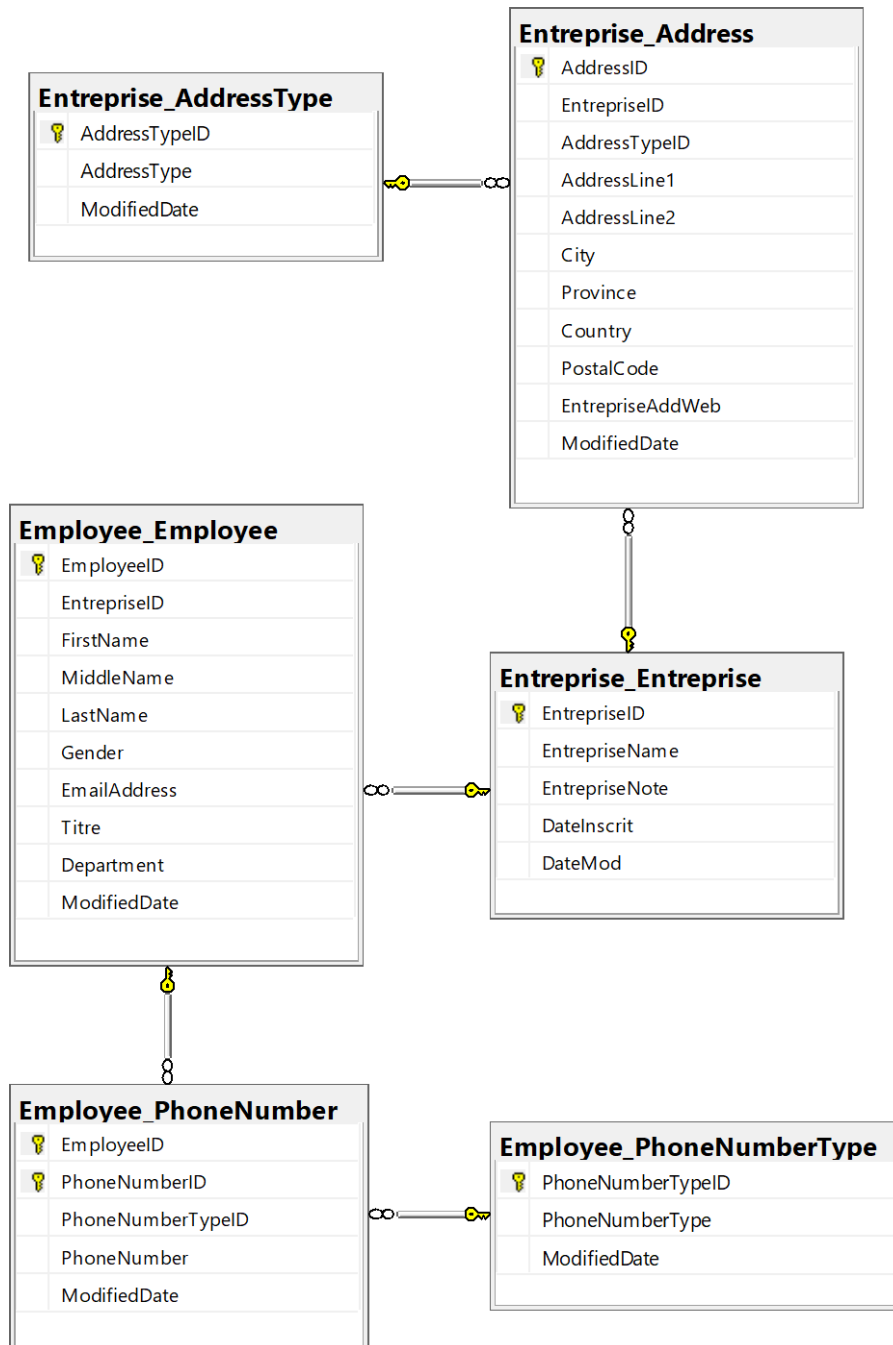 Entreprise_Address
AddressID
EntrepriseID
AddressTypeID
AddressLine1
AddressLine2
City
Province
Country
PostalCode
EntrepriseAddWeb
ModifiedDate
Entreprise_AddressType
AddressTypeID
AddressType
ModifiedDate
Employee_Employee
EmployeeID
EntrepriseID
FirstName
MiddleName
LastName
Gender
EmailAddress
Titre
Department
ModifiedDate
Entreprise_Entreprise
EntrepriseID
EntrepriseName
EntrepriseNote
DateInscrit
DateMod
Employee_PhoneNumber
EmployeeID
PhoneNumberID
PhoneNumberTypeID
PhoneNumber
ModifiedDate
Employee_PhoneNumberType
PhoneNumberTypeID
PhoneNumberType
ModifiedDate